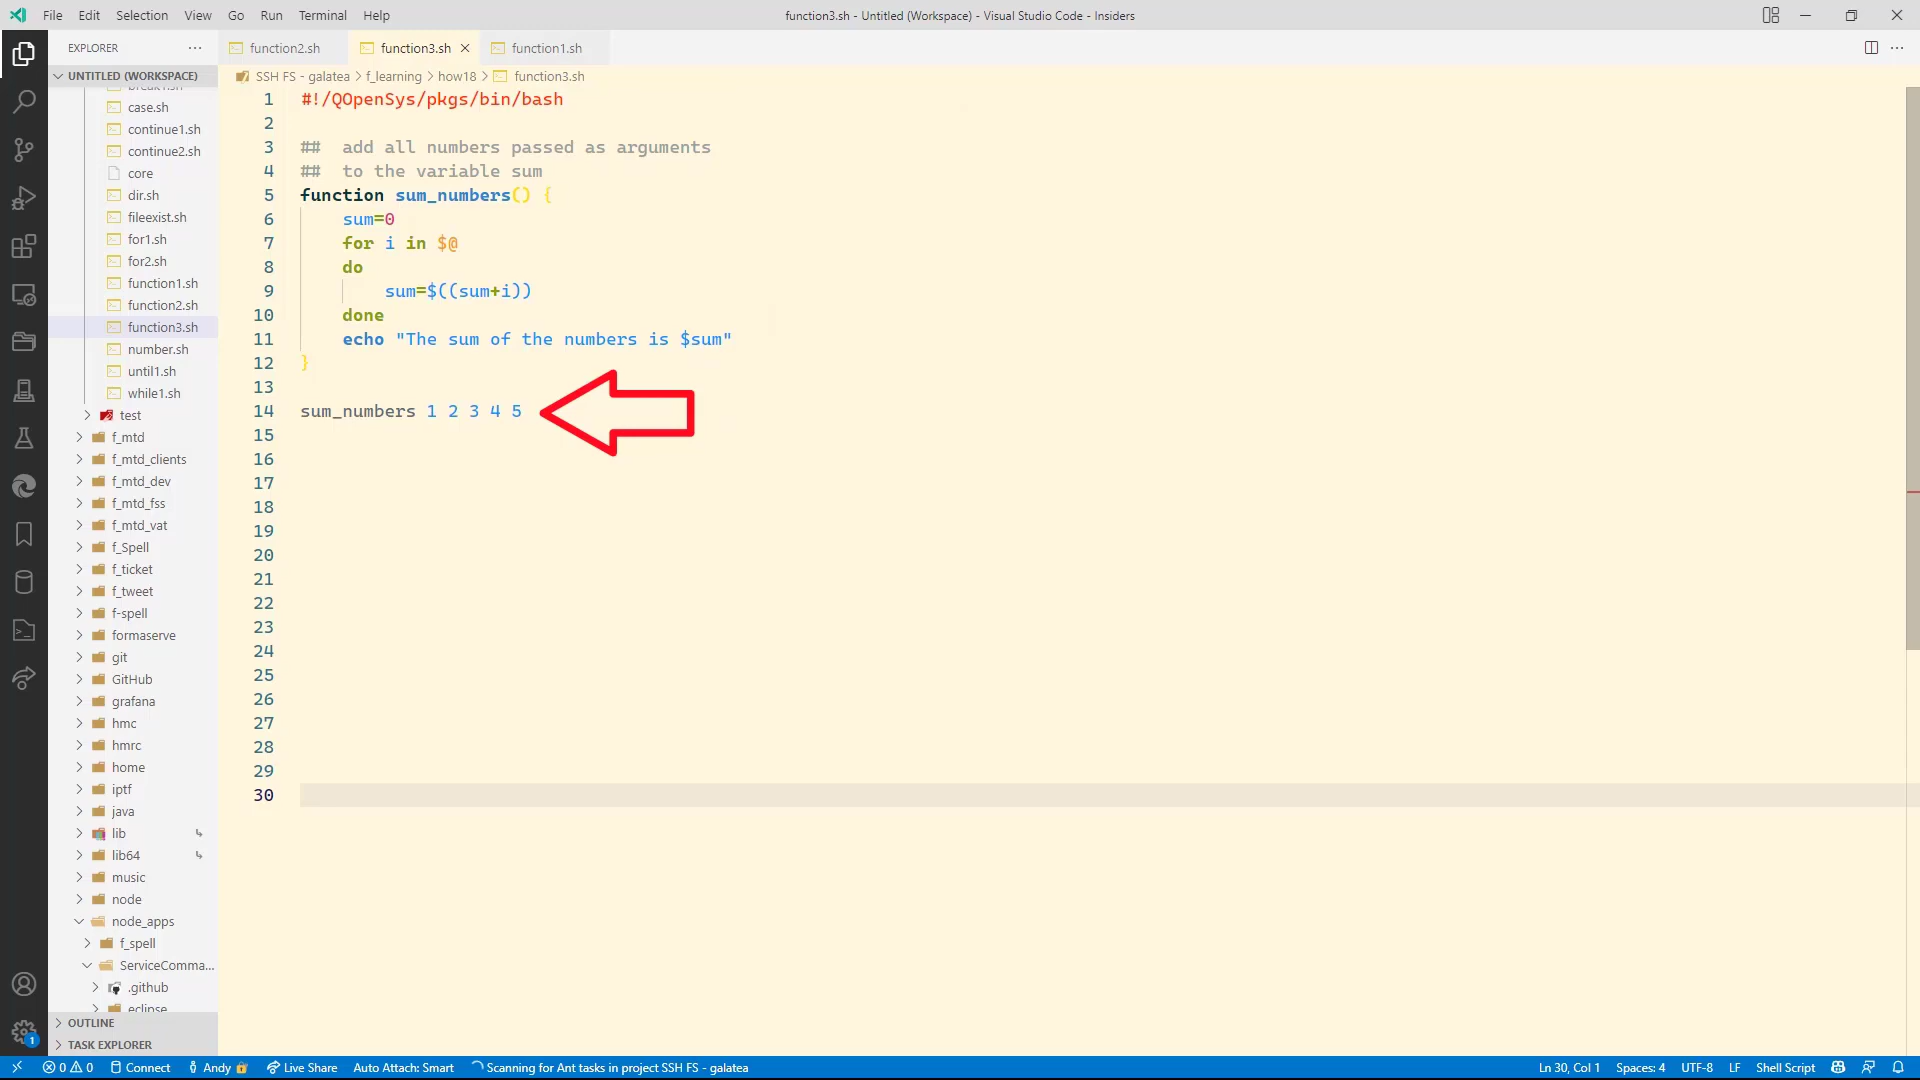 File Edit Selection View Go Run Terminal Help
function3.sh - Untitled (Workspace) - Visual Studio Code - Insiders
EXPLORER
function2.sh
function3.sh
function1.sh
UNTITLED (WORKSPACE)
SSH FS - galatea > f_learning > how18 > function3.sh
break1.sh
case.sh
continue1.sh
continue2.sh
core
dir.sh
fileexist.sh
for1.sh
for2.sh
function1.sh
function2.sh
function3.sh
number.sh
until1.sh
while1.sh
test
f_mtd
f_mtd_clients
f_mtd_dev
f_mtd_fss
f_mtd_vat
f_Spell
f_ticket
f_tweet
f-spell
formaserve
git
GitHub
grafana
hmc
hmrc
home
iptf
java
lib
lib64
music
node
node_apps
f_spell
ServiceComma...
.github
eclipse
OUTLINE
TASK EXPLORER
1 #!/QOpenSys/pkgs/bin/bash
2
3 ##  add all numbers passed as arguments
4 ##  to the variable sum
5 function sum_numbers() {
6     sum=0
7     for i in $@
8     do
9         sum=$((sum+i))
10     done
11     echo "The sum of the numbers is $sum"
12 }
13
14 sum_numbers 1 2 3 4 5
15
16
17
18
19
20
21
22
23
24
25
26
27
28
29
30
1
0 0 Connect Andy Live Share Auto Attach: Smart Scanning for Ant tasks in project SSH FS - galatea
Ln 30, Col 1 Spaces: 4 UTF-8 LF Shell Script